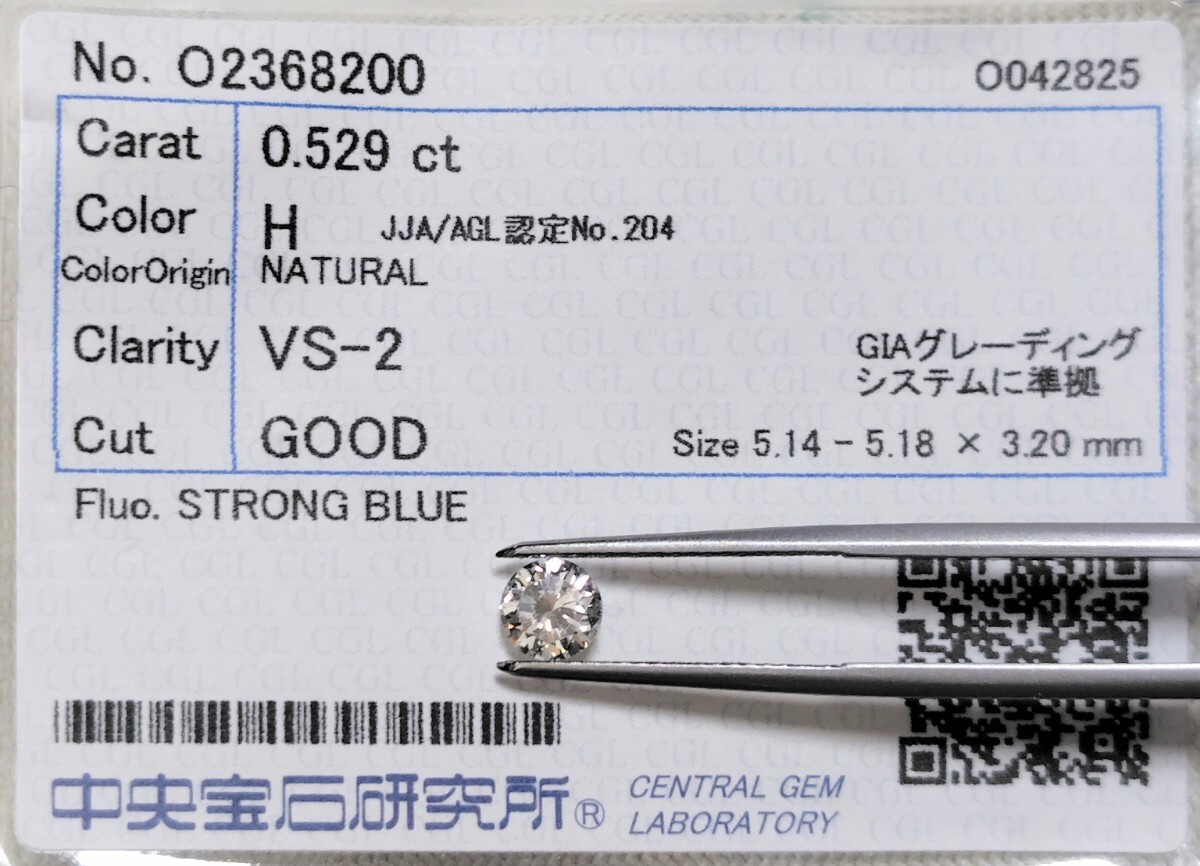 No. O2368200
O042825
Carat 0.529 ct
Color H JJA/AGL認定No.204
ColorOrigin NATURAL
Clarity VS-2
GIAグレーディング
システムに準拠
Cut GOOD
Size 5.14 - 5.18 × 3.20 mm
Fluo. STRONG BLUE
中央宝石研究所®
CENTRAL GEM
LABORATORY